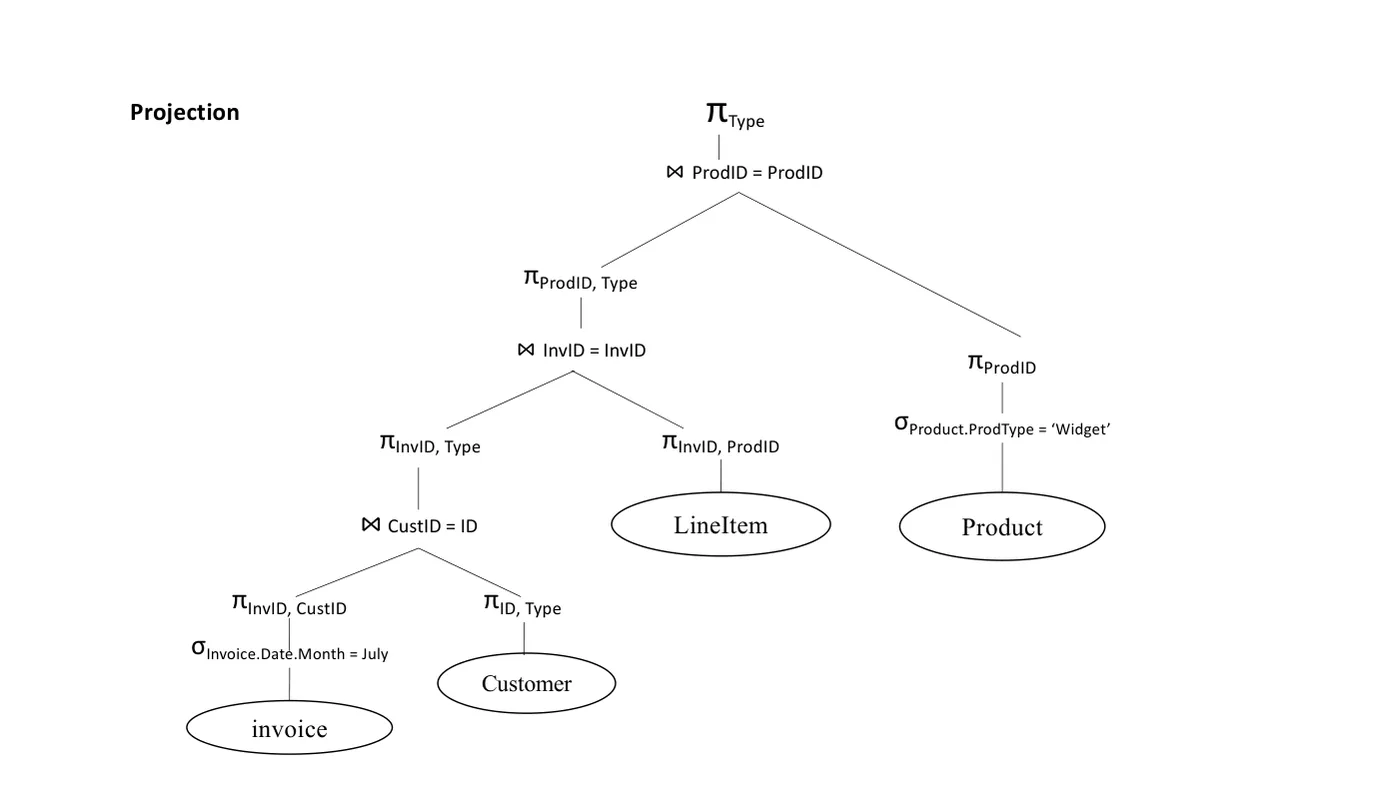 Projection
πType
⋈ ProdID = ProdID
πProdID, Type
⋈ InvID = InvID
πProdID
σProduct.ProdType = ‘Widget’
πInvID, Type
πInvID, ProdID
LineItem
Product
⋈ CustID = ID
πInvID, CustID
πID, Type
σInvoice.Date.Month = July
Customer
invoice